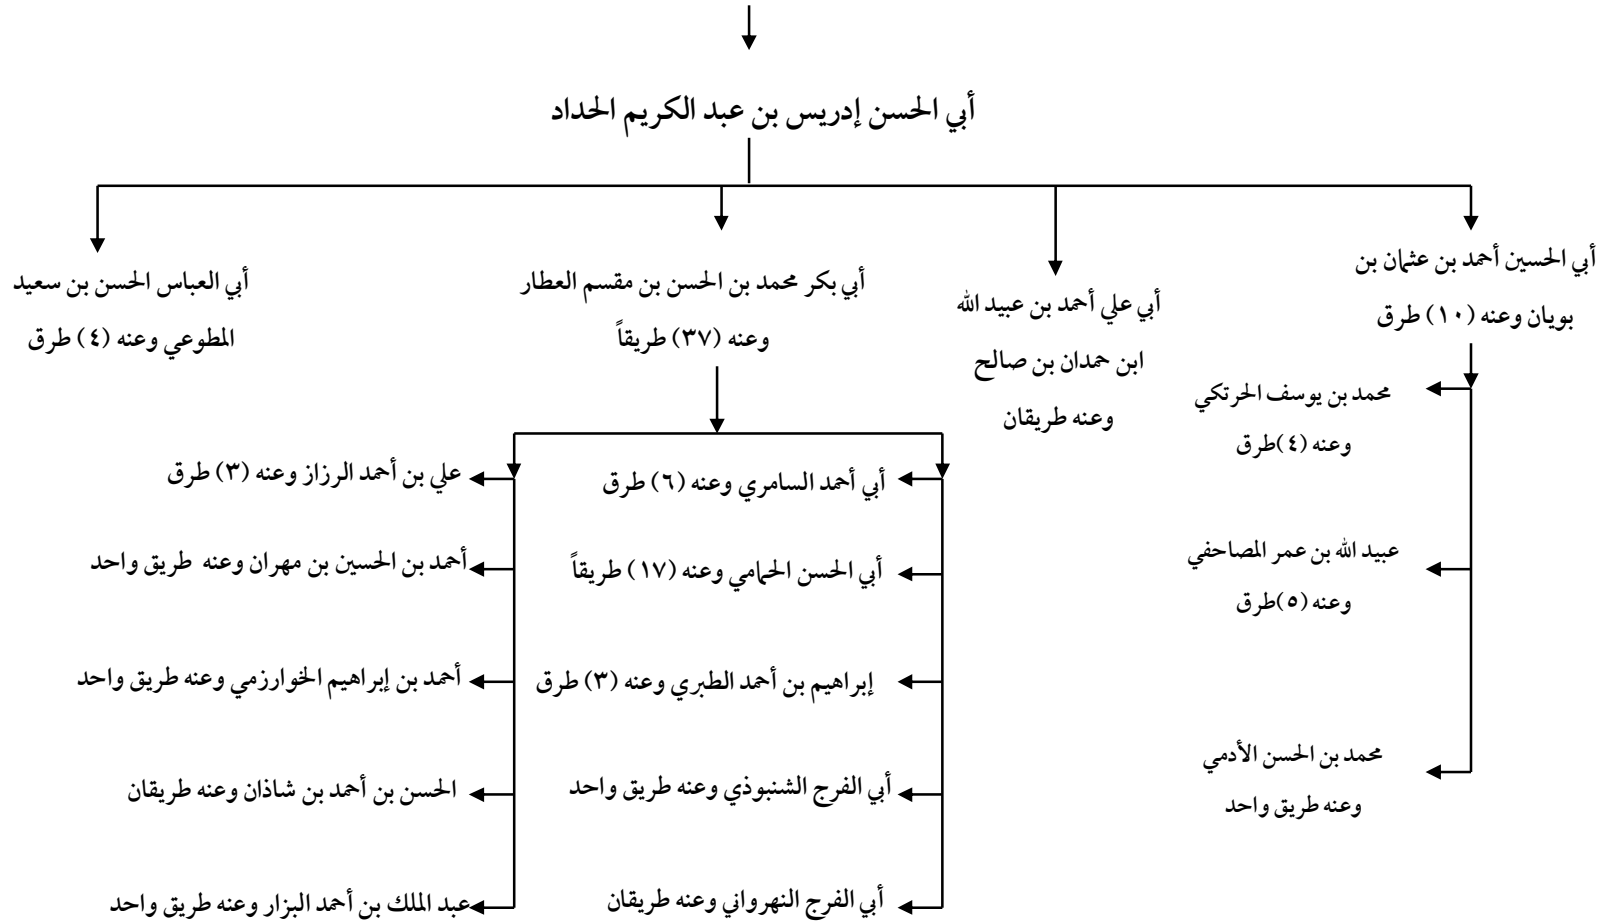 أبي الحسن إدريس بن عبد الكريم الحداد
أبي الحسين أحمد بن عثمان بن
بويان وعنه (١٠) طرق
محمد بن يوسف الحرتكي
وعنه (٤)طرق
عبيد الله بن عمر المصاحفي
وعنه (٥)طرق
محمد بن الحسن الأدمي
وعنه طريق واحد
أبي علي أحمد بن عبيد الله
ابن حمدان بن صالح
وعنه طريقان
أبي بكر محمد بن الحسن بن مقسم العطار
وعنه (٣٧) طريقاً
أبي أحمد السامري وعنه (٦) طرق
أبي الحسن الحمامي وعنه (١٧) طريقاً
إبراهيم بن أحمد الطبري وعنه (٣) طرق
أبي الفرج الشنبوذي وعنه طريق واحد
أبي الفرج النهرواني وعنه طريقان
علي بن أحمد الرزاز وعنه (٣) طرق
أحمد بن الحسين بن مهران وعنه طريق واحد
أحمد بن إبراهيم الخوارزمي وعنه طريق واحد
الحسن بن أحمد بن شاذان وعنه طريقان
عبد الملك بن أحمد البزار وعنه طريق واحد
أبي العباس الحسن بن سعيد
المطوعي وعنه (٤) طرق